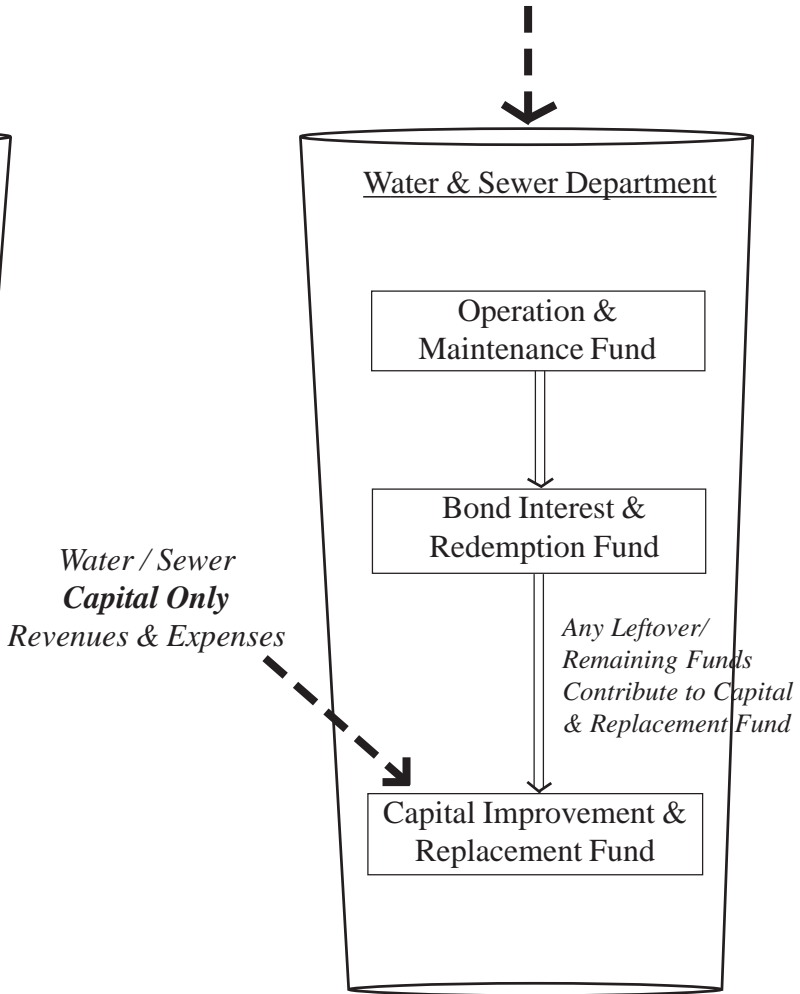 Water & Sewer Department
Operation &
Maintenance Fund
Bond Interest &
Redemption Fund
Water / Sewer
Capital Only
Revenues & Expenses
Any Leftover/
Remaining Funds
Contribute to Capital
& Replacement Fund
Capital Improvement &
Replacement Fund